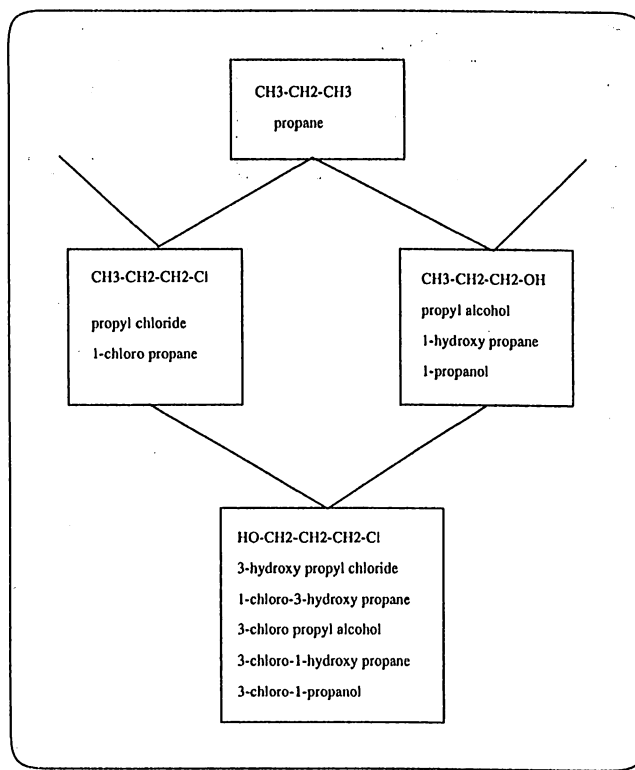 CH3-CH2-CH3
propane
CH3-CH2-CH2-Cl
propyl chloride
1-chloro propane
CH3-CH2-CH2-OH
propyl alcohol
1-hydroxy propane
1-propanol
HO-CH2-CH2-CH2-Cl
3-hydroxy propyl chloride
1-chloro-3-hydroxy propane
3-chloro propyl alcohol
3-chloro-1-hydroxy propane
3-chloro-1-propanol